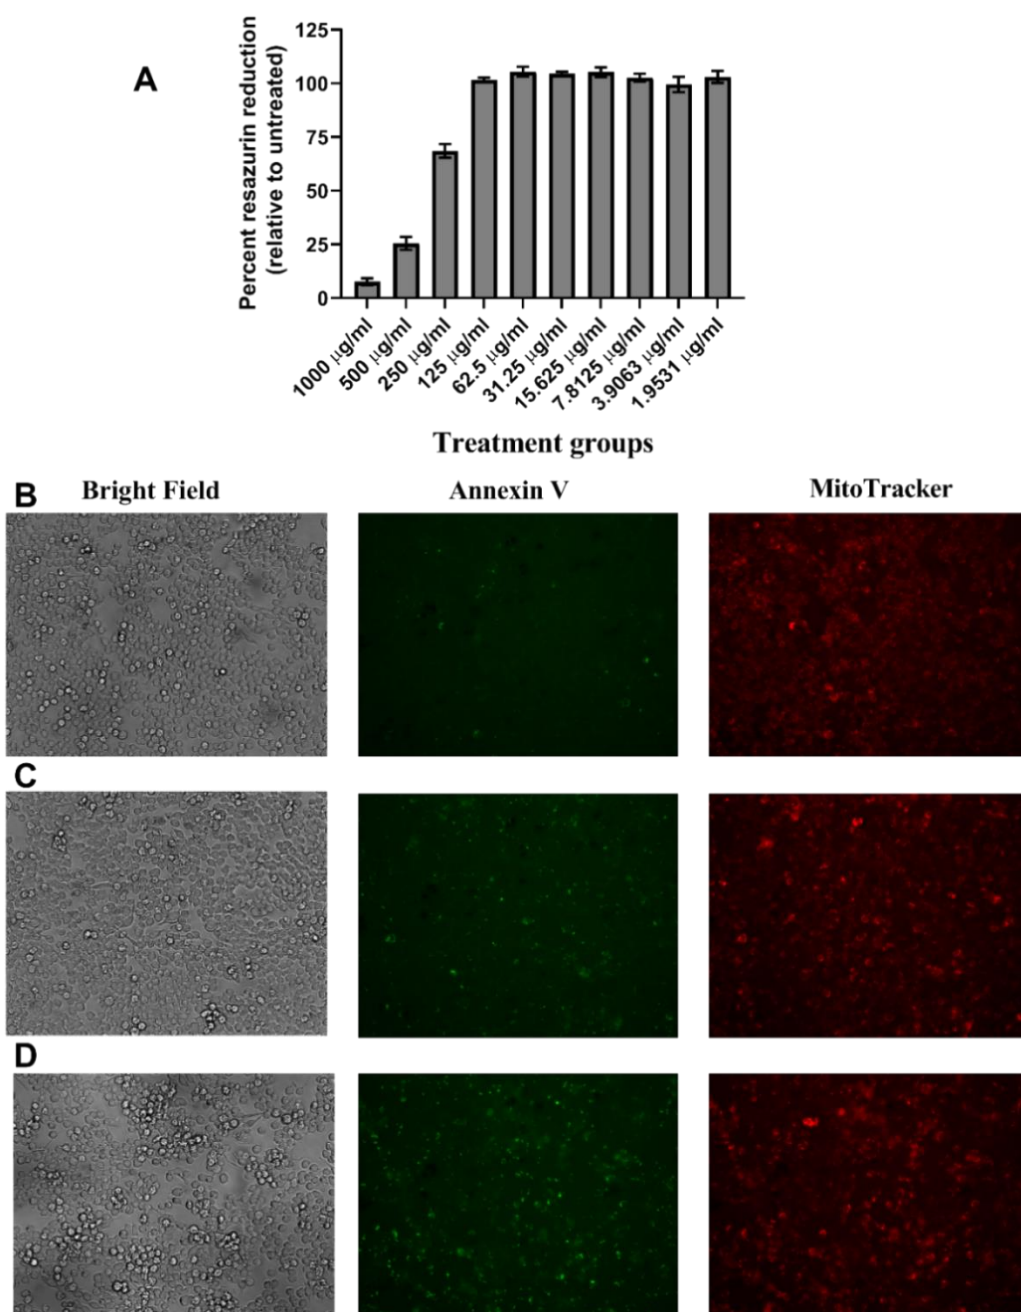 A
Percent resazurin reduction
(relative to untreated)
125
100
75
50
25
0
1000 µg/ml
500 µg/ml
250 µg/ml
125 µg/ml
62.5 µg/ml
31.25 µg/ml
15.625 µg/ml
7.8125 µg/ml
3.9063 µg/ml
1.9531 µg/ml
Treatment groups
B
Bright Field
Annexin V
MitoTracker
C
D